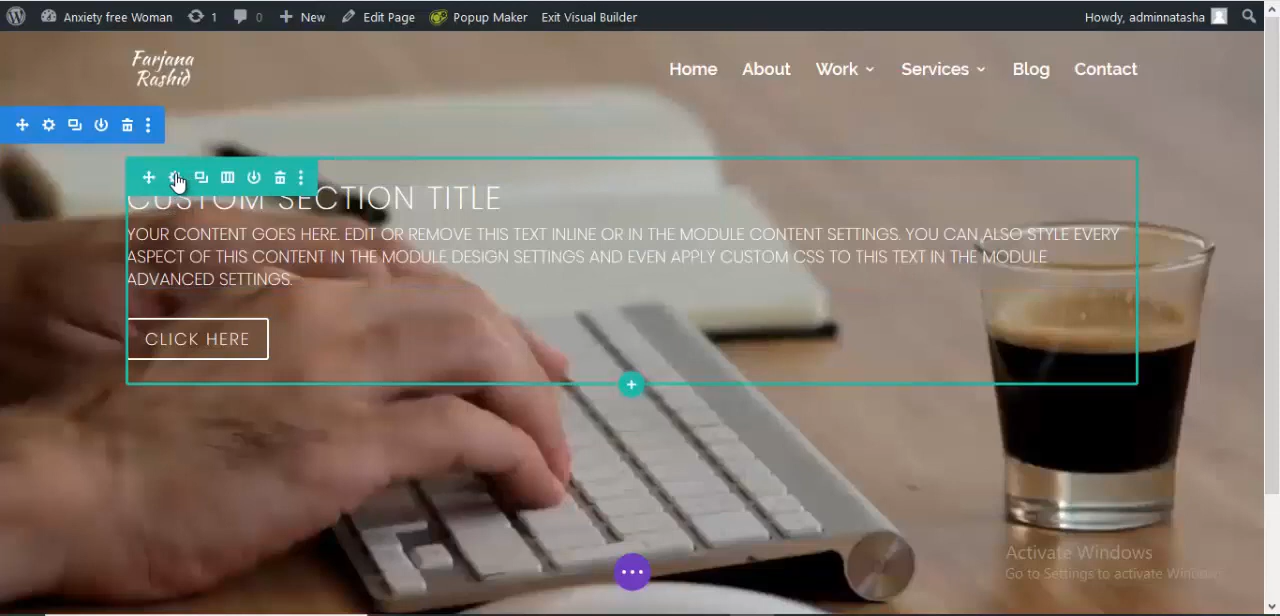 Anxiety free Woman 1 0 New Edit Page Popup Maker Exit Visual Builder Howdy, adminnatasha
Farjana
Rashid
Home About Work Services Blog Contact
CUSTOM SECTION TITLE
YOUR CONTENT GOES HERE. EDIT OR REMOVE THIS TEXT INLINE OR IN THE MODULE CONTENT SETTINGS. YOU CAN ALSO STYLE EVERY
ASPECT OF THIS CONTENT IN THE MODULE DESIGN SETTINGS AND EVEN APPLY CUSTOM CSS TO THIS TEXT IN THE MODULE
ADVANCED SETTINGS.
CLICK HERE
Activate Windows
Go to Settings to activate Windows.